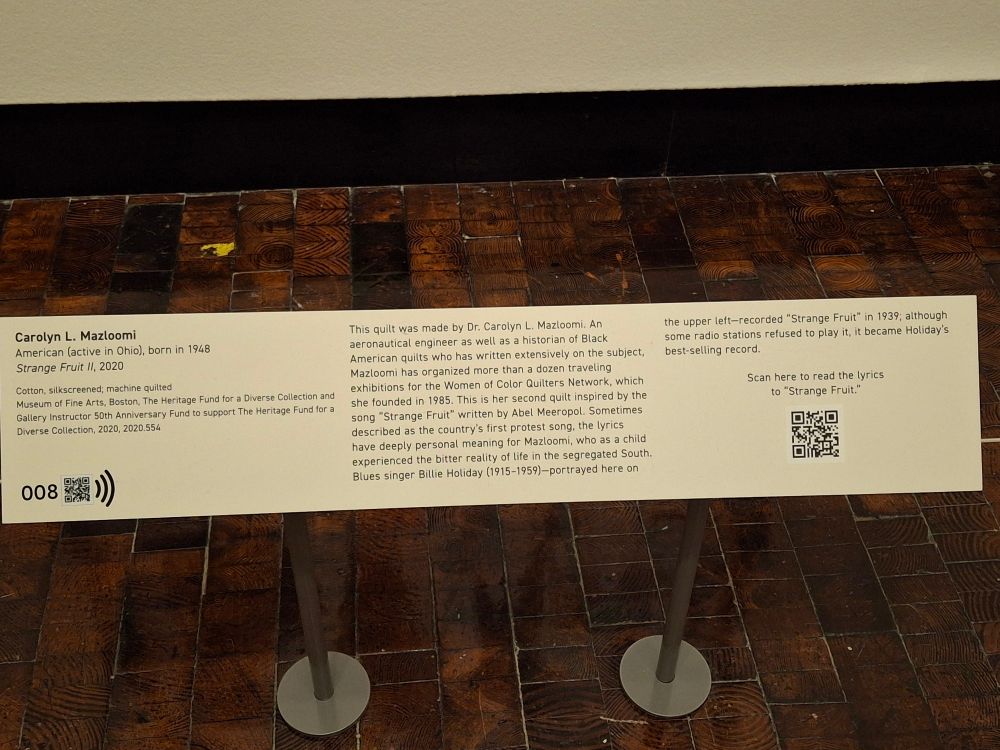 Carolyn L. Mazloomi
American (active in Ohio), born in 1948
Strange Fruit II, 2020
Cotton, silkscreened; machine quilted
Museum of Fine Arts, Boston, The Heritage Fund for a Diverse Collection and
Gallery Instructor 50th Anniversary Fund to support The Heritage Fund for a
Diverse Collection, 2020, 2020.554
008
This quilt was made by Dr. Carolyn L. Mazloomi. An
aeronautical engineer as well as a historian of Black
American quilts who has written extensively on the subject,
Mazloomi has organized more than a dozen traveling
exhibitions for the Women of Color Quilters Network, which
she founded in 1985. This is her second quilt inspired by the
song “Strange Fruit” written by Abel Meeropol. Sometimes
described as the country’s first protest song, the lyrics
have deeply personal meaning for Mazloomi, who as a child
experienced the bitter reality of life in the segregated South.
Blues singer Billie Holiday (1915–1959)—portrayed here on
the upper left—recorded “Strange Fruit” in 1939; although
some radio stations refused to play it, it became Holiday’s
best-selling record.
Scan here to read the lyrics
to “Strange Fruit.”